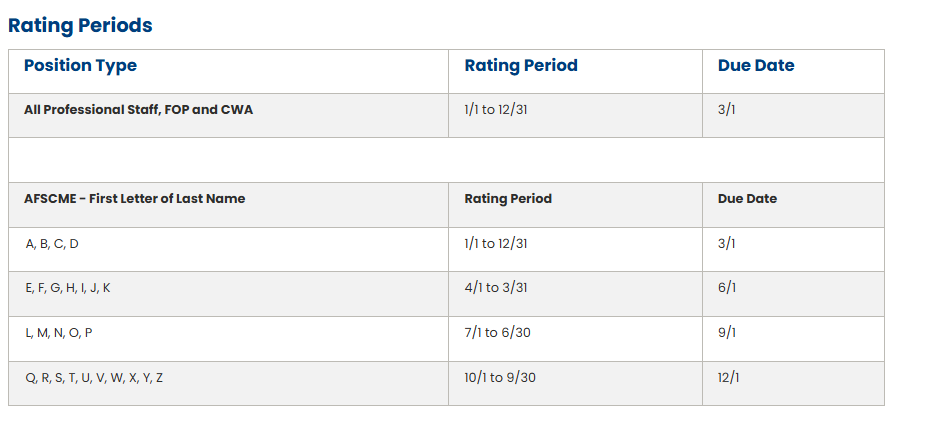 Rating Periods
Position Type Rating Period Due Date
All Professional Staff, FOP and CWA 1/1 to 12/31 3/1
AFSCME - First Letter of Last Name Rating Period Due Date
A, B, C, D 1/1 to 12/31 3/1
E, F, G, H, I, J, K 4/1 to 3/31 6/1
L, M, N, O, P 7/1 to 6/30 9/1
Q, R, S, T, U, V, W, X, Y, Z 10/1 to 9/30 12/1